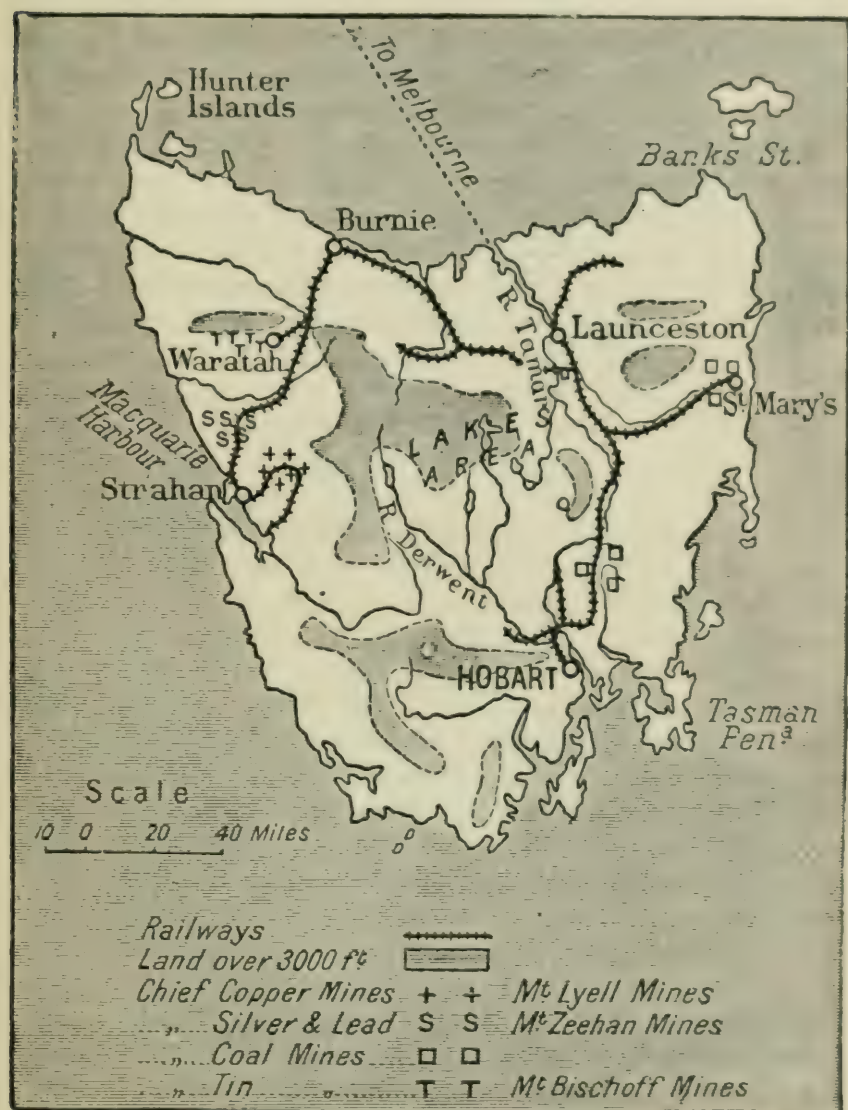 To Melbourne
Hunter
Islands
Banks St.
Burnie
R. Tamar
Launceston
Waratah
St Mary's
Macquarie
Harbour
LAKE
AREAS
Strahan
R. Derwent
HOBART
Tasman
Pen.a
Scale
10 0 20 40 Miles
Railways
Land over 3000 ft
Chief Copper Mines + + Mt Lyell Mines
" Silver & Lead S S Mt Zeehan Mines
" Coal Mines
" Tin " T T Mt Bischoff Mines
T T T T T
S S S S S